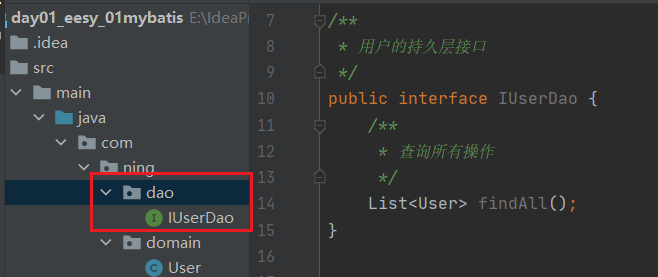 day01_eesy_01mybatis E:\IdeaPr
.idea
src
main
java
com
ning
dao
IUserDao
domain
User
7 /**
8 * 用户的持久层接口
9 */
10 public interface IUserDao {
11 /**
12 * 查询所有操作
13 */
14 List<User> findAll();
15 }
16